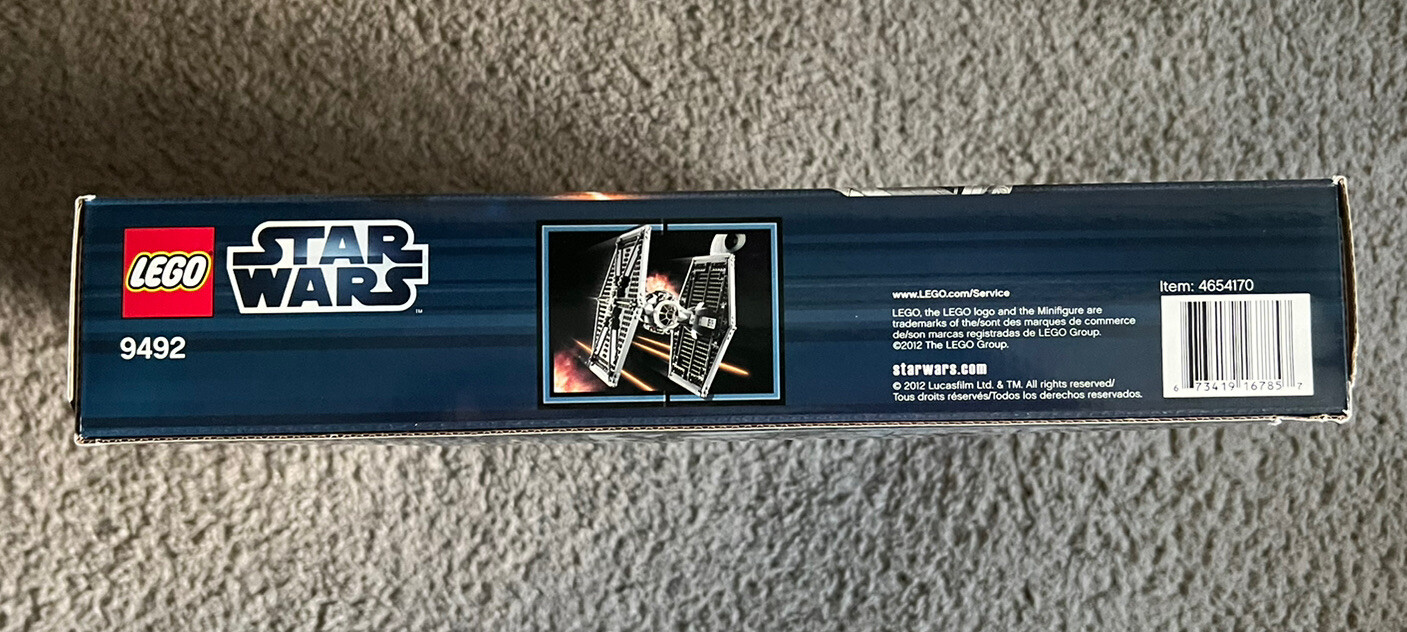 LEGO
STAR
WARS™
9492
www.LEGO.com/Service
LEGO, the LEGO logo and the Minifigure are
trademarks of the/sont des marques de commerce
de/son marcas registradas de LEGO Group.
©2012 The LEGO Group.
starwars.com
© 2012 Lucasfilm Ltd. & TM. All rights reserved/
Tous droits réservés/Todos los derechos reservados.
Item: 4654170
6 73419 16785 7